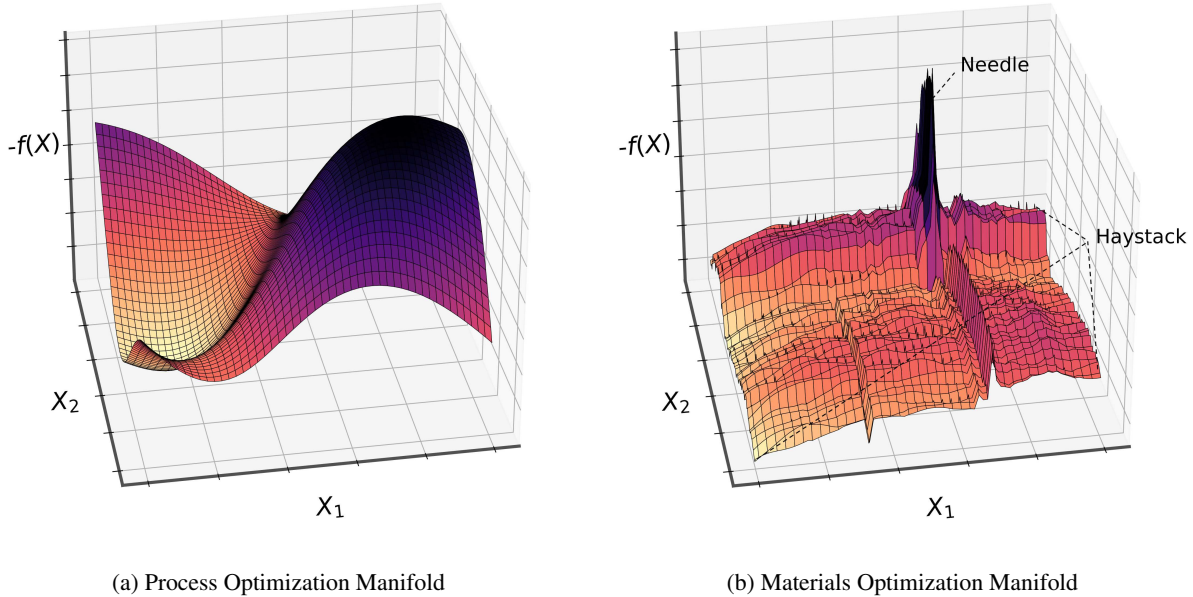 -f(X)
X2
X1
(a) Process Optimization Manifold
Needle
-f(X)
Haystack
X2
X1
(b) Materials Optimization Manifold